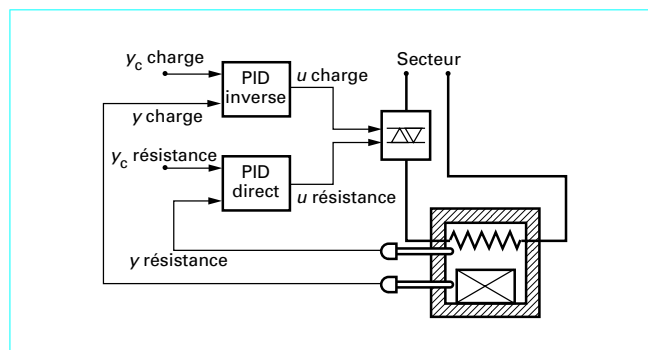 Secteur
y_c charge
PID
inverse
u charge
y charge
y_c résistance
PID
direct
u résistance
y résistance